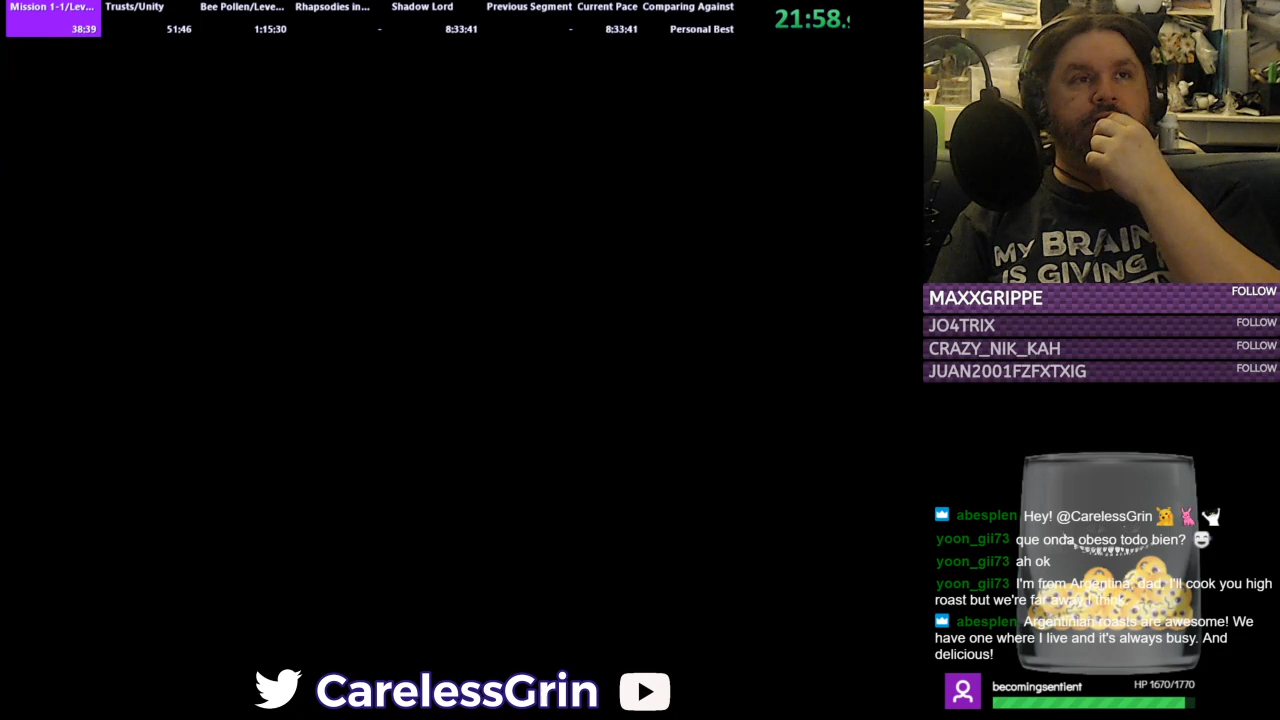 Mission 1-1/Lev... Trusts/Unity Bee Pollen/Leve... Rhapsodies in... Shadow Lord Previous Segment Current Pace Comparing Against
38:39 51:46 1:15:30 - 8:33:41 - 8:33:41 Personal Best
21:58.
MY BRAIN
IS GIVING
MAXXGRIPPE FOLLOW
JO4TRIX FOLLOW
CRAZY_NIK_KAH FOLLOW
JUAN2001FZFXTXIG FOLLOW
abesplen Hey! @CarelessGrin
yoon_gii73 que onda obeso todo bien?
yoon_gii73 ah ok
yoon_gii73 I'm from Argentina, dad, I'll cook you high
roast but we're far away I think
abesplen Argentinian roasts are awesome! We
have one where I live and it's always busy. And
delicious!
becomingsentient HP 1670/1770
CarelessGrin